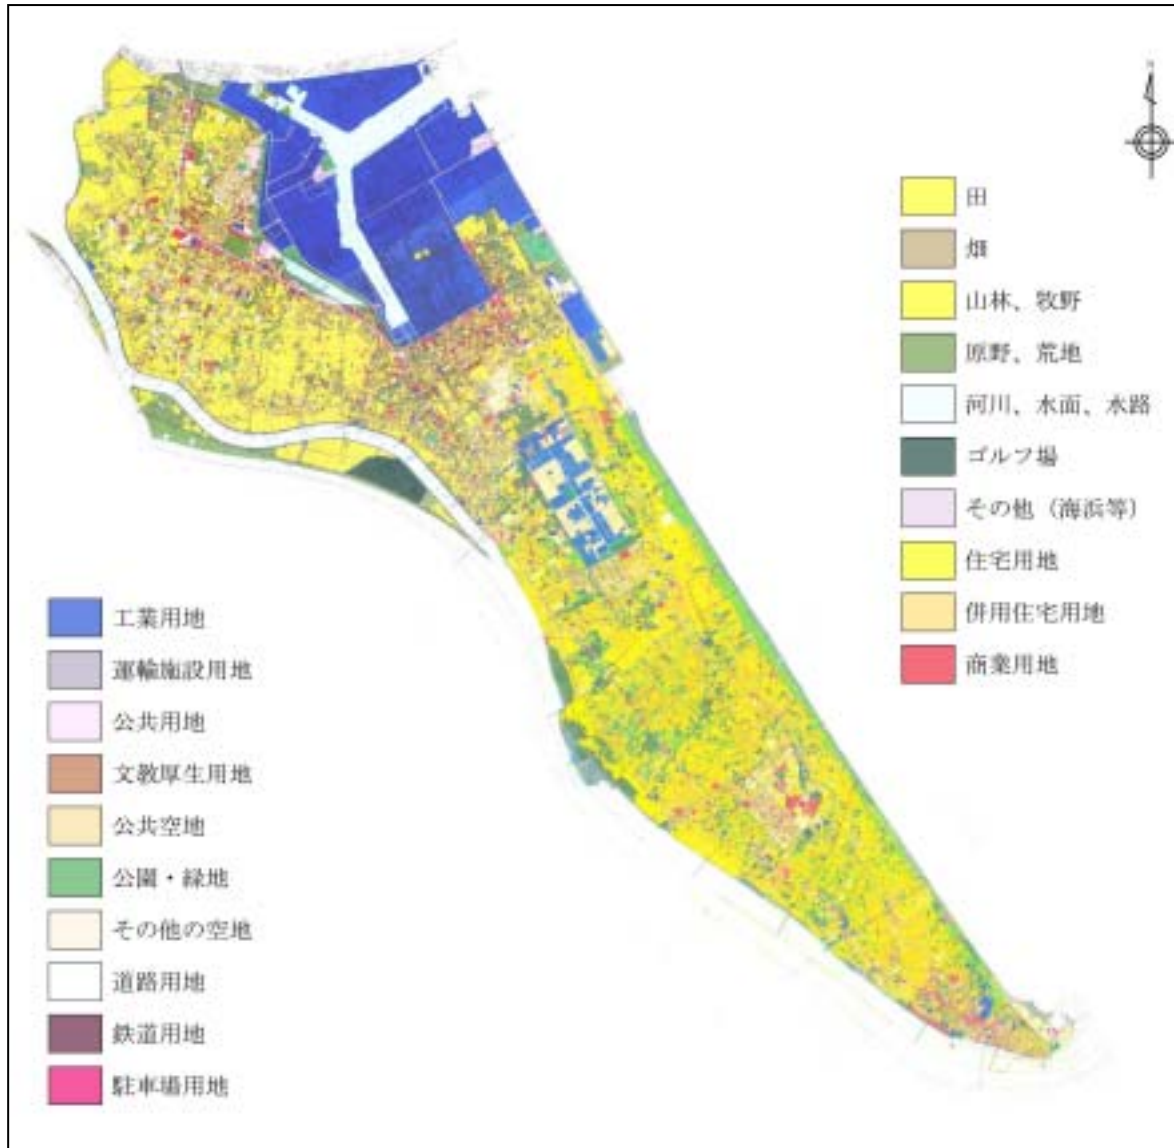 田
畑
山林、牧野
原野、荒地
河川、水面、水路
ゴルフ場
その他（海浜等）
住宅用地
併用住宅用地
商業用地
工業用地
運輸施設用地
公共用地
文教厚生用地
公共空地
公園・緑地
その他の空地
道路用地
鉄道用地
駐車場用地